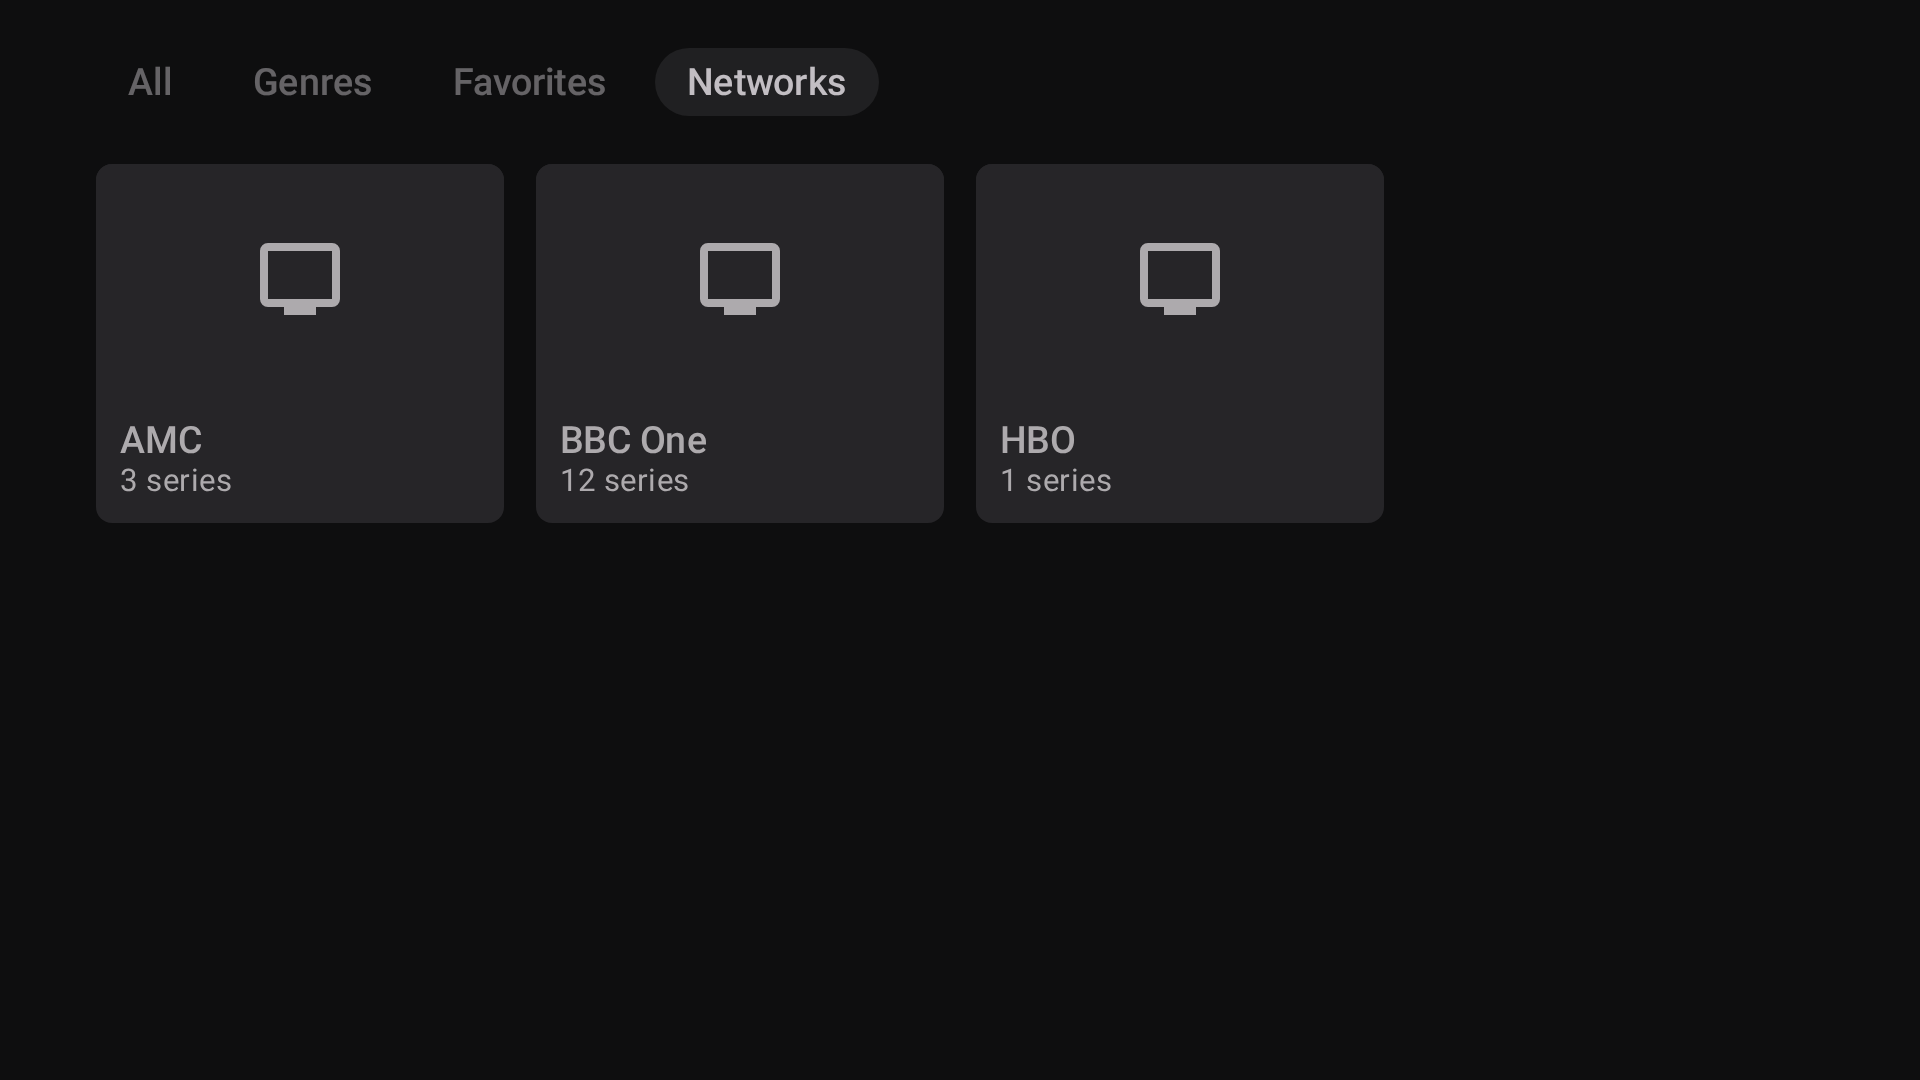 All
Genres
Favorites
Networks
AMC
3 series
BBC One
12 series
HBO
1 series